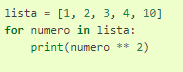 lista = [1, 2, 3, 4, 10]
for numero in lista:
    print(numero ** 2)